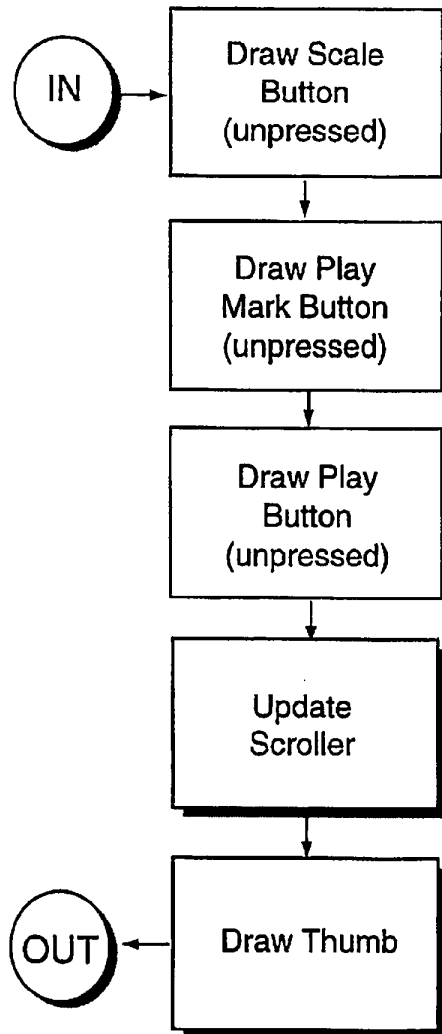 IN
Draw Scale
Button
(unpressed)
Draw Play
Mark Button
(unpressed)
Draw Play
Button
(unpressed)
Update
Scroller
Draw Thumb
OUT